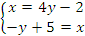 x = 4y − 2
−y + 5 = x